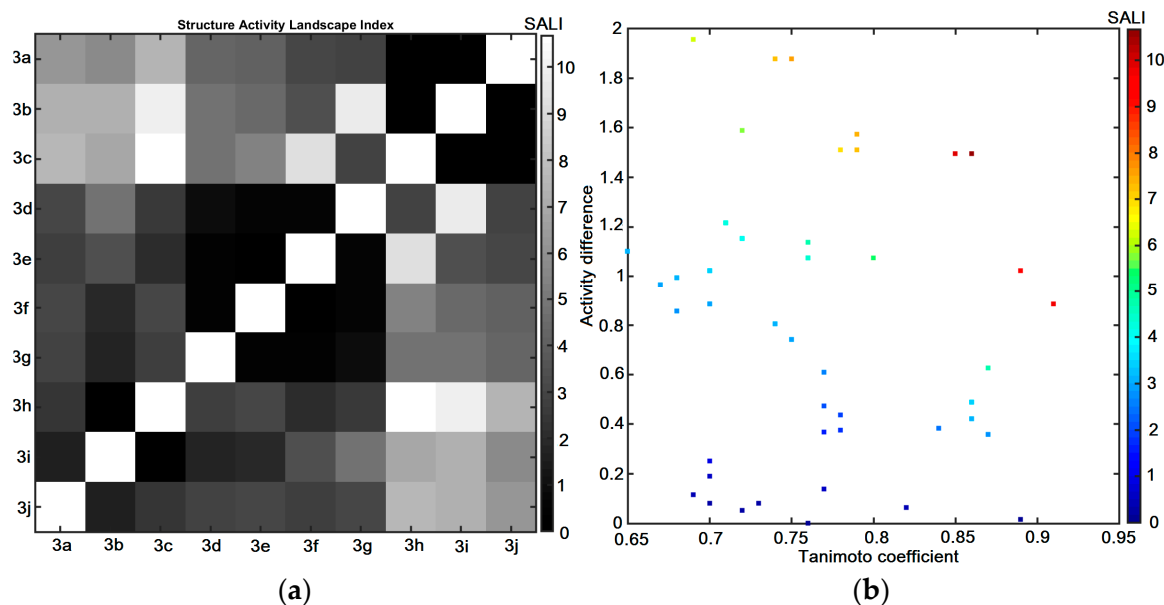 Structure Activity Landscape Index
SALI
3a
3b
3c
3d
3e
3f
3g
3h
3i
3j
3a 3b 3c 3d 3e 3f 3g 3h 3i 3j
10
9
8
7
6
5
4
3
2
1
0
(a)
SALI
Activity difference
2
1.8
1.6
1.4
1.2
1
0.8
0.6
0.4
0.2
0
0.65 0.7 0.75 0.8 0.85 0.9 0.95
Tanimoto coefficient
10
9
8
7
6
5
4
3
2
1
0
(b)